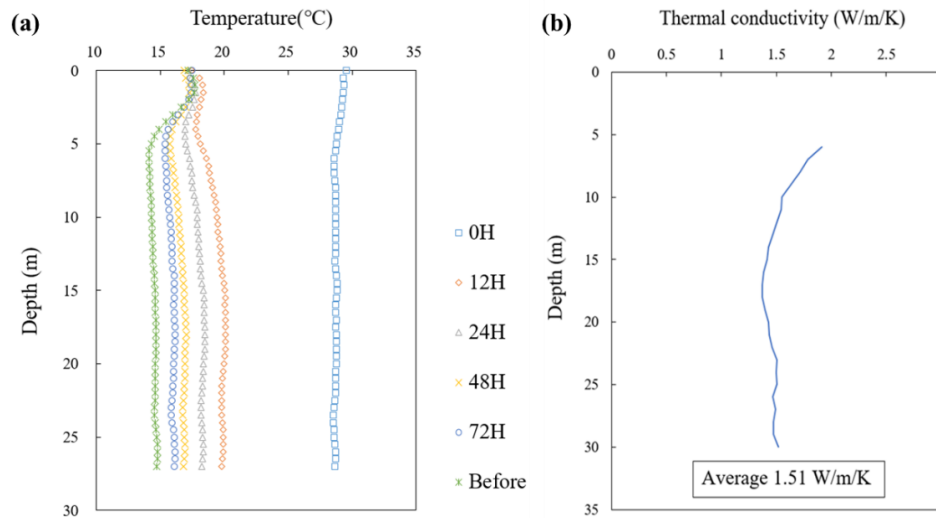 (a)
Temperature(°C)
10 15 20 25 30 35
0
5
10
15
20
25
30
Depth (m)
0H
12H
24H
48H
72H
Before
(b)
Thermal conductivity (W/m/K)
0 0.5 1 1.5 2 2.5
0
5
10
15
20
25
30
35
Depth (m)
Average 1.51 W/m/K